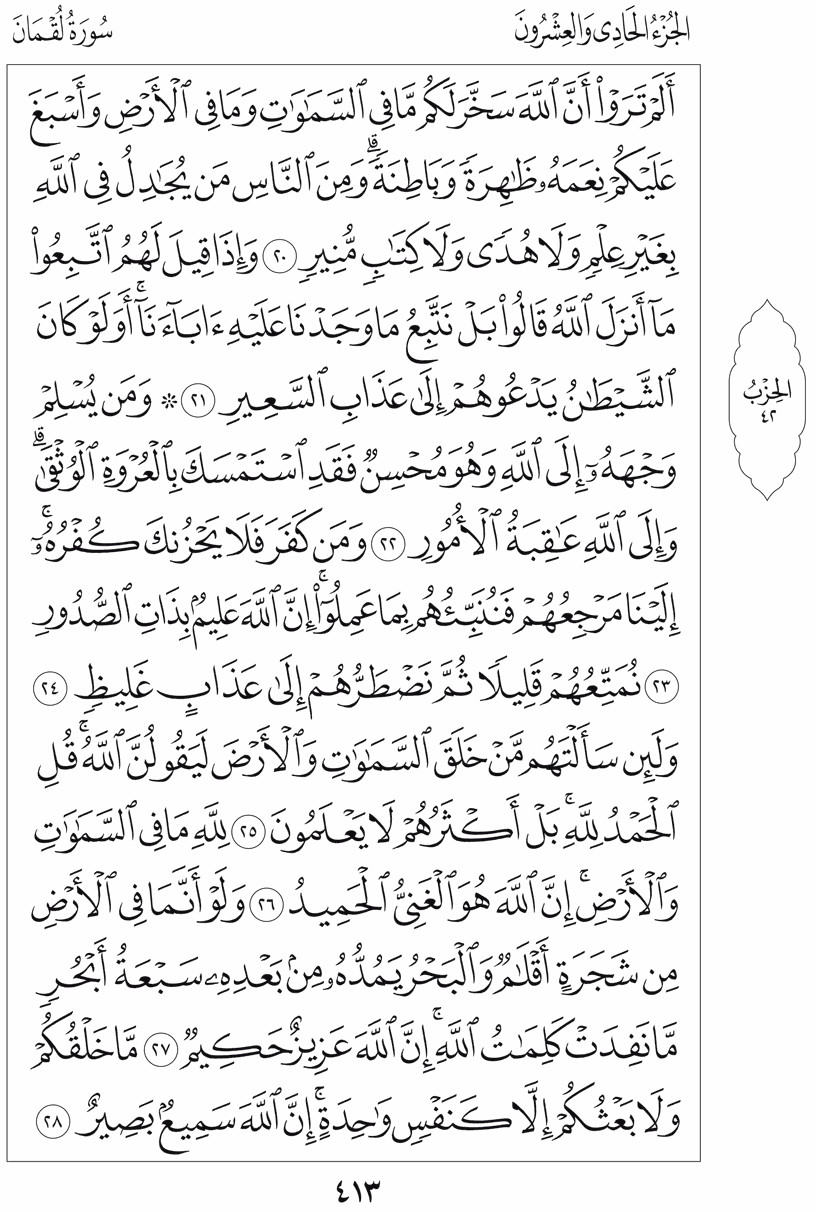 الجُزْءُ الحَادِي وَالعِشْرُونَ
سُورَةُ لُقْمَانَ
أَلَمْ تَرَوْا۟ أَنَّ ٱللَّهَ سَخَّرَ لَكُم مَّا فِى ٱلسَّمَٰوَٰتِ وَمَا فِى ٱلْأَرْضِ وَأَسْبَغَ
عَلَيْكُمْ نِعَمَهُۥ ظَٰهِرَةً وَبَاطِنَةً ۗ وَمِنَ ٱلنَّاسِ مَن يُجَٰدِلُ فِى ٱللَّهِ
بِغَيْرِ عِلْمٍ وَلَا هُدًى وَلَا كِتَٰبٍ مُّنِيرٍ ٢٠ وَإِذَا قِيلَ لَهُمُ ٱتَّبِعُوا۟
مَآ أَنزَلَ ٱللَّهُ قَالُوا۟ بَلْ نَتَّبِعُ مَا وَجَدْنَا عَلَيْهِ ءَابَآءَنَآ ۚ أَوَلَوْ كَانَ
ٱلشَّيْطَٰنُ يَدْعُوهُمْ إِلَىٰ عَذَابِ ٱلسَّعِيرِ ٢١ ۞ وَمَن يُسْلِمْ
وَجْهَهُۥٓ إِلَى ٱللَّهِ وَهُوَ مُحْسِنٌ فَقَدِ ٱسْتَمْسَكَ بِٱلْعُرْوَةِ ٱلْوُثْقَىٰ ۗ
وَإِلَى ٱللَّهِ عَٰقِبَةُ ٱلْأُمُورِ ٢٢ وَمَن كَفَرَ فَلَا يَحْزُنكَ كُفْرُهُۥٓ ۚ
إِلَيْنَا مَرْجِعُهُمْ فَنُنَبِّئُهُم بِمَا عَمِلُوٓا۟ ۚ إِنَّ ٱللَّهَ عَلِيمٌۢ بِذَاتِ ٱلصُّدُورِ
٢٣ نُمَتِّعُهُمْ قَلِيلًا ثُمَّ نَضْطَرُّهُمْ إِلَىٰ عَذَابٍ غَلِيظٍ ٢٤
وَلَئِن سَأَلْتَهُم مَّنْ خَلَقَ ٱلسَّمَٰوَٰتِ وَٱلْأَرْضَ لَيَقُولُنَّ ٱللَّهُ ۚ قُلِ
ٱلْحَمْدُ لِلَّهِ ۚ بَلْ أَكْثَرُهُمْ لَا يَعْلَمُونَ ٢٥ لِلَّهِ مَا فِى ٱلسَّمَٰوَٰتِ
وَٱلْأَرْضِ ۚ إِنَّ ٱللَّهَ هُوَ ٱلْغَنِىُّ ٱلْحَمِيدُ ٢٦ وَلَوْ أَنَّمَا فِى ٱلْأَرْضِ
مِن شَجَرَةٍ أَقْلَٰمٌ وَٱلْبَحْرُ يَمُدُّهُۥ مِنۢ بَعْدِهِۦ سَبْعَةُ أَبْحُرٍ
مَّا نَفِدَتْ كَلِمَٰتُ ٱللَّهِ ۗ إِنَّ ٱللَّهَ عَزِيزٌ حَكِيمٌ ٢٧ مَّا خَلْقُكُمْ
وَلَا بَعْثُكُمْ إِلَّا كَنَفْسٍ وَٰحِدَةٍ ۗ إِنَّ ٱللَّهَ سَمِيعٌۢ بَصِيرٌ ٢٨
الحِزْبُ
٤٢
٤١٣